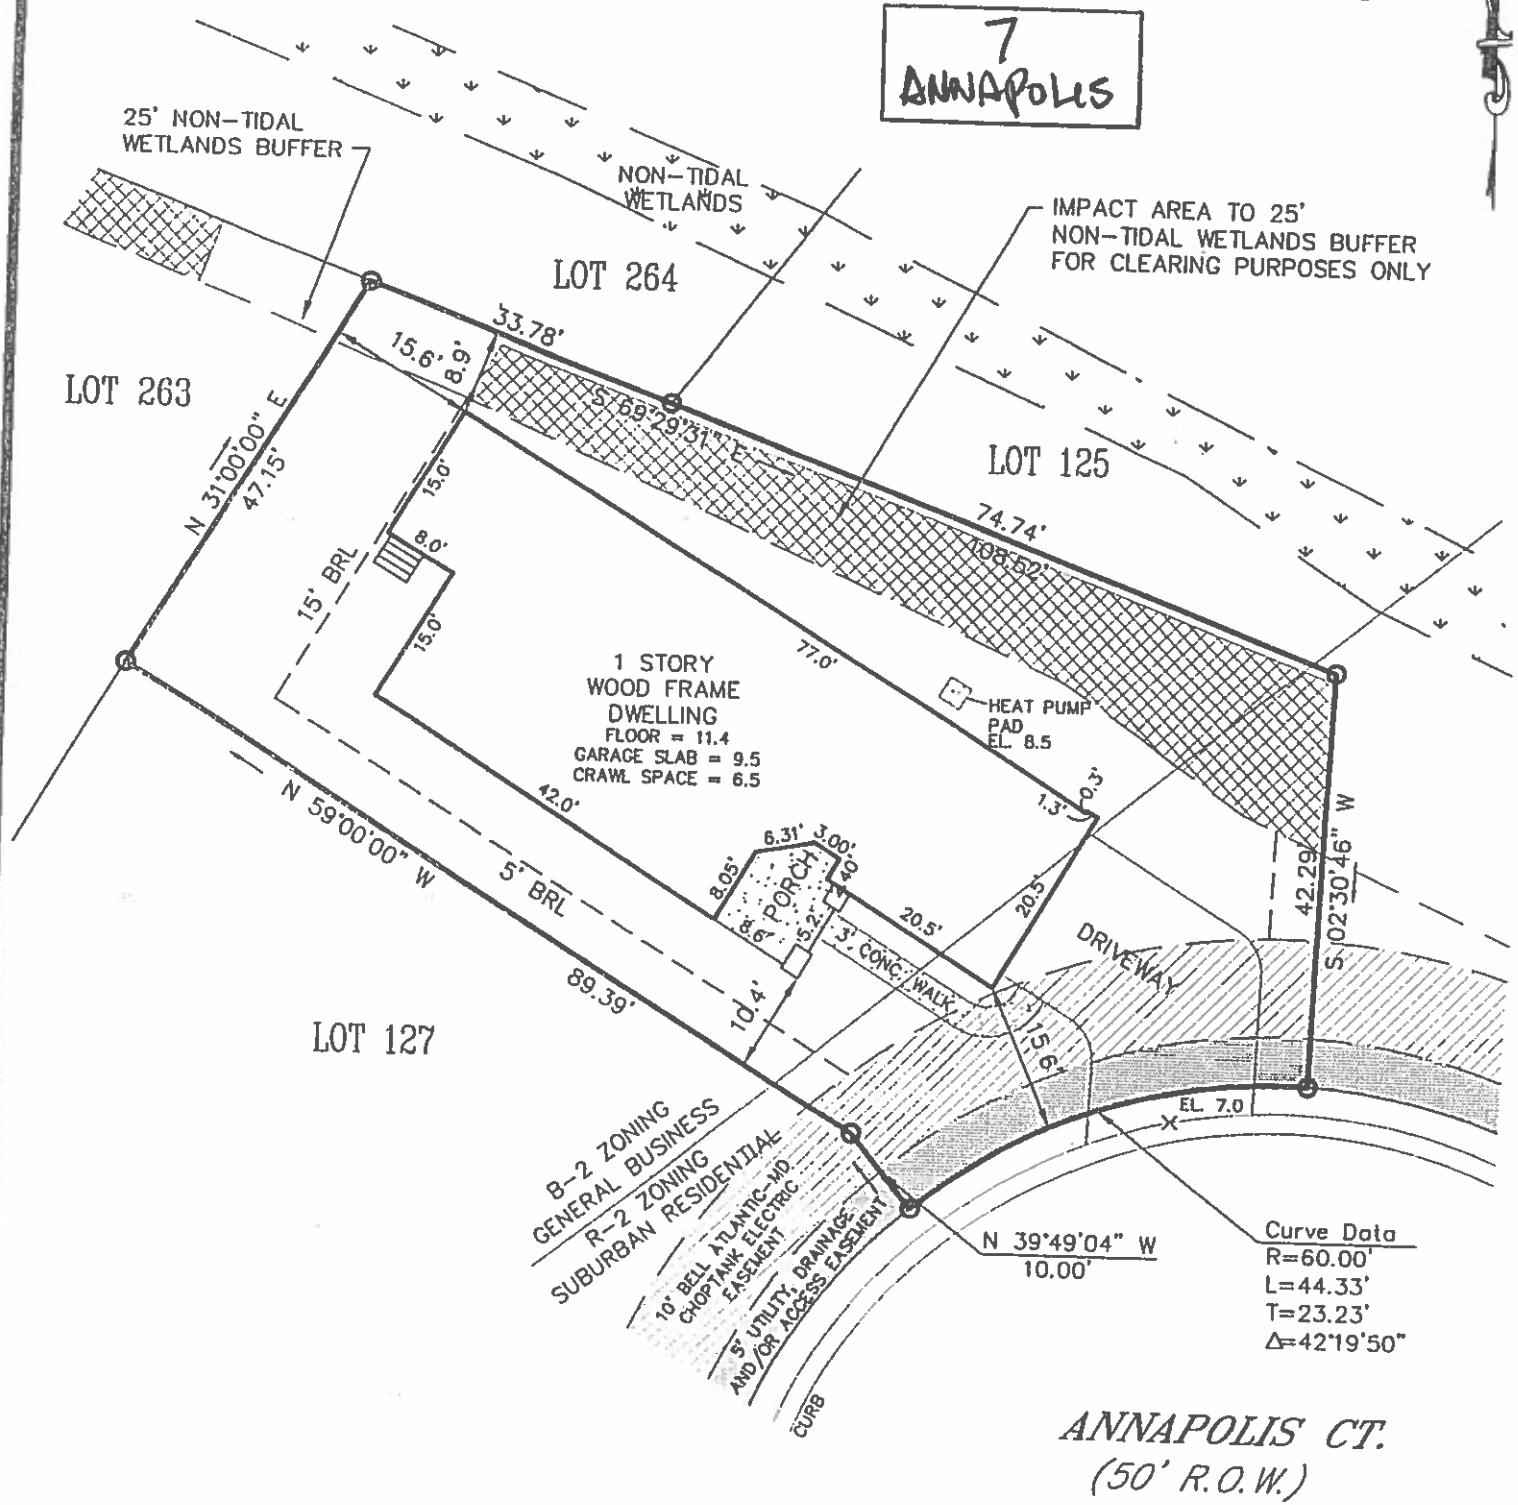 7
ANNAPOLIS
25' NON-TIDAL
WETLANDS BUFFER
NON-TIDAL
WETLANDS
IMPACT AREA TO 25'
NON-TIDAL WETLANDS BUFFER
FOR CLEARING PURPOSES ONLY
LOT 264
33.78'
15.6'
8.9'
LOT 263
S 69°29'31" E
LOT 125
N 31°00'00" E
47.15'
15.0'
8.0'
74.74'
108.52'
15' BRL
15.0'
77.0'
1 STORY
WOOD FRAME
DWELLING
FLOOR = 11.4
GARAGE SLAB = 9.5
CRAWL SPACE = 6.5
HEAT PUMP
PAD
EL. 8.5
1.3'
0.3'
42.0'
N 59°00'00" W
5' BRL
6.31'
3.00'
8.05'
PORCH
8.6'
5.2'
20.5'
20.5'
42.29'
S 02°30'46" W
3' CONC. WALK
DRIVEWAY
89.39'
10.4'
15.6'
LOT 127
EL. 7.0
B-2 ZONING
GENERAL BUSINESS
R-2 ZONING
SUBURBAN RESIDENTIAL
10' BELL ATLANTIC-MD
CHOPTANK ELECTRIC
EASEMENT
5' UTILITY, DRAINAGE
AND/OR ACCESS EASEMENT
N 39°49'04" W
10.00'
Curve Data
R=60.00'
L=44.33'
T=23.23'
Δ=42°19'50"
CURB
ANNAPOLIS CT.
(50' R.O.W.)